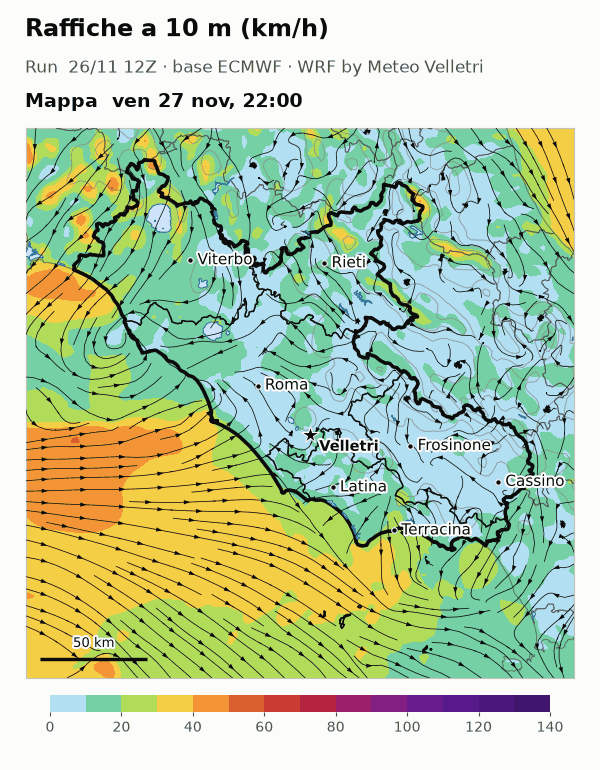 Raffiche a 10 m (km/h)
Run  26/11 12Z · base ECMWF · WRF by Meteo Velletri
Mappa  ven 27 nov, 22:00
Viterbo
Rieti
Roma
Velletri
Frosinone
Cassino
Latina
Terracina
50 km
0 20 40 60 80 100 120 140